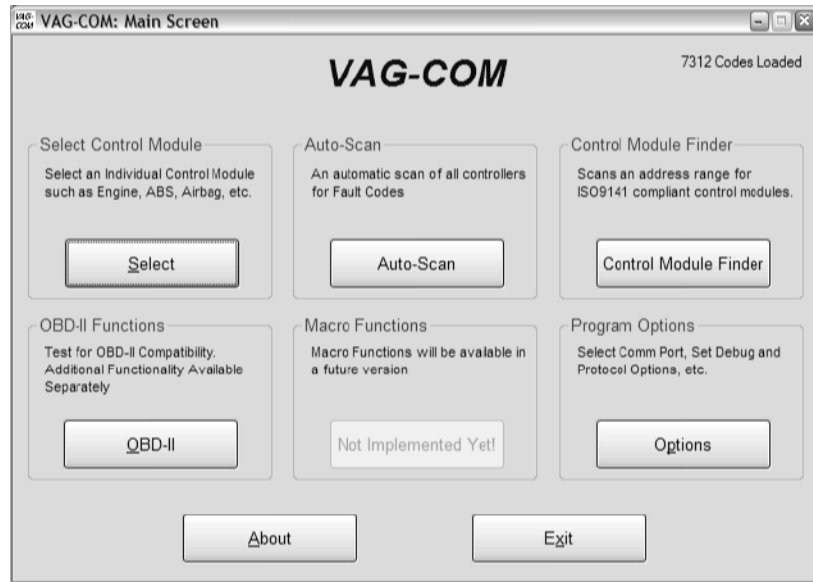 VAG-COM VAG-COM: Main Screen
VAG-COM
7312 Codes Loaded
Select Control Module
Select an Individual Control Module
such as Engine, ABS, Airbag, etc.
Select
Auto-Scan
An automatic scan of all controllers
for Fault Codes
Auto-Scan
Control Module Finder
Scans an address range for
ISO9141 compliant control modules.
Control Module Finder
OBD-II Functions
Test for OBD-II Compatibility.
Additional Functionality Available
Separately
OBD-II
Macro Functions
Macro Functions will be available in
a future version
Not Implemented Yet!
Program Options
Select Comm Port, Set Debug and
Protocol Options, etc.
Options
About
Exit